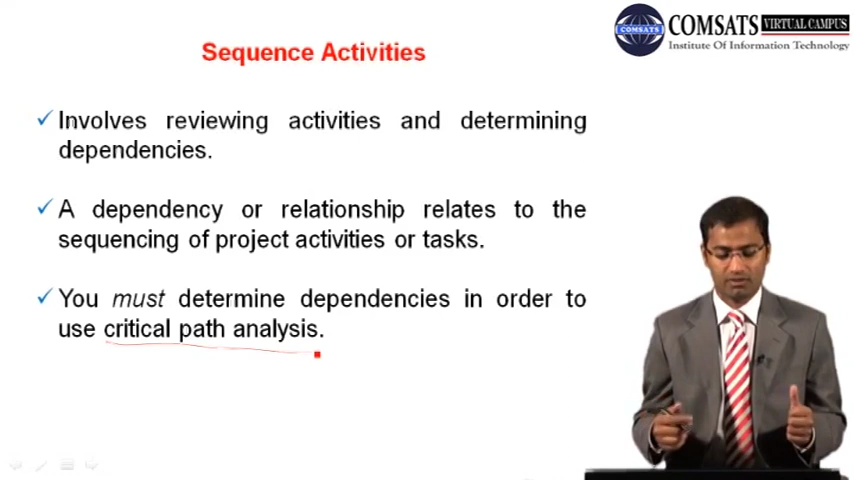 Sequence Activities
COMSATS VIRTUAL CAMPUS
COMSATS
Institute Of Information Technology
Involves reviewing activities and determining
dependencies.
A dependency or relationship relates to the
sequencing of project activities or tasks.
You must determine dependencies in order to
use critical path analysis.